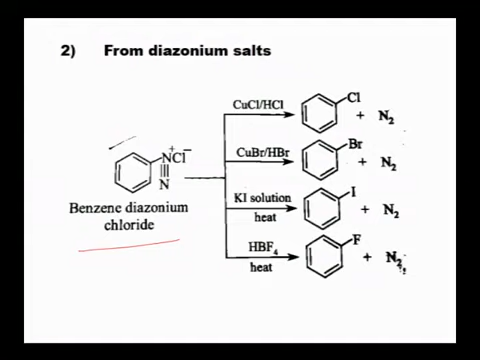 2) From diazonium salts
CuCl/HCl
Cl
+ N₂
N⁺Cl⁻
N
CuBr/HBr
Br
+ N₂
Benzene diazonium
chloride
KI solution
heat
I
+ N₂
HBF₄
heat
F
+ N₂